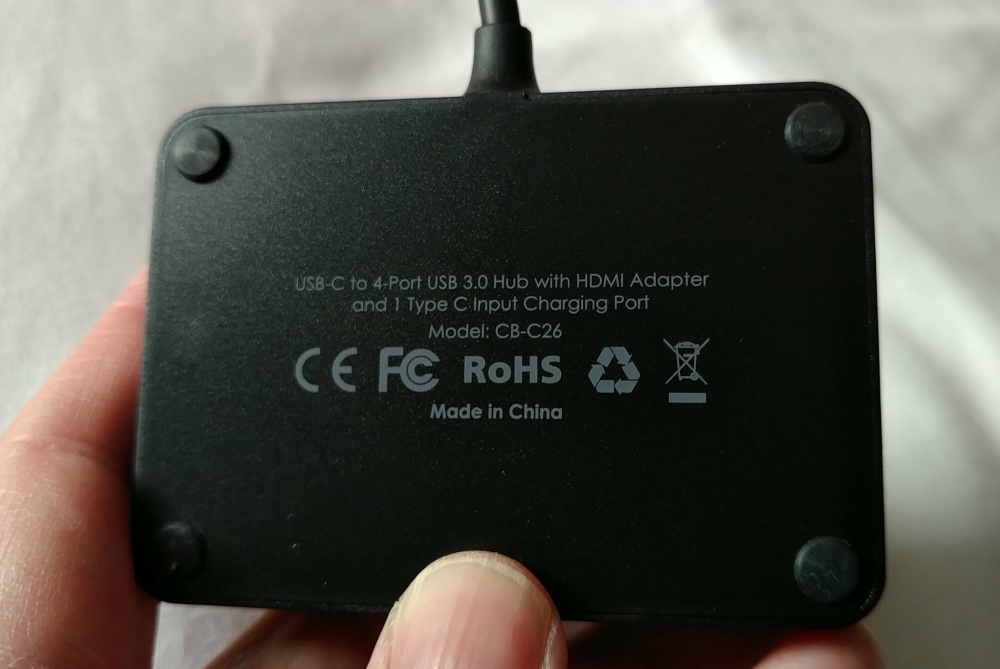 USB-C to 4-Port USB 3.0 Hub with HDMI Adapter
and 1 Type C Input Charging Port
Model: CB-C26
CE FC RoHS
Made in China